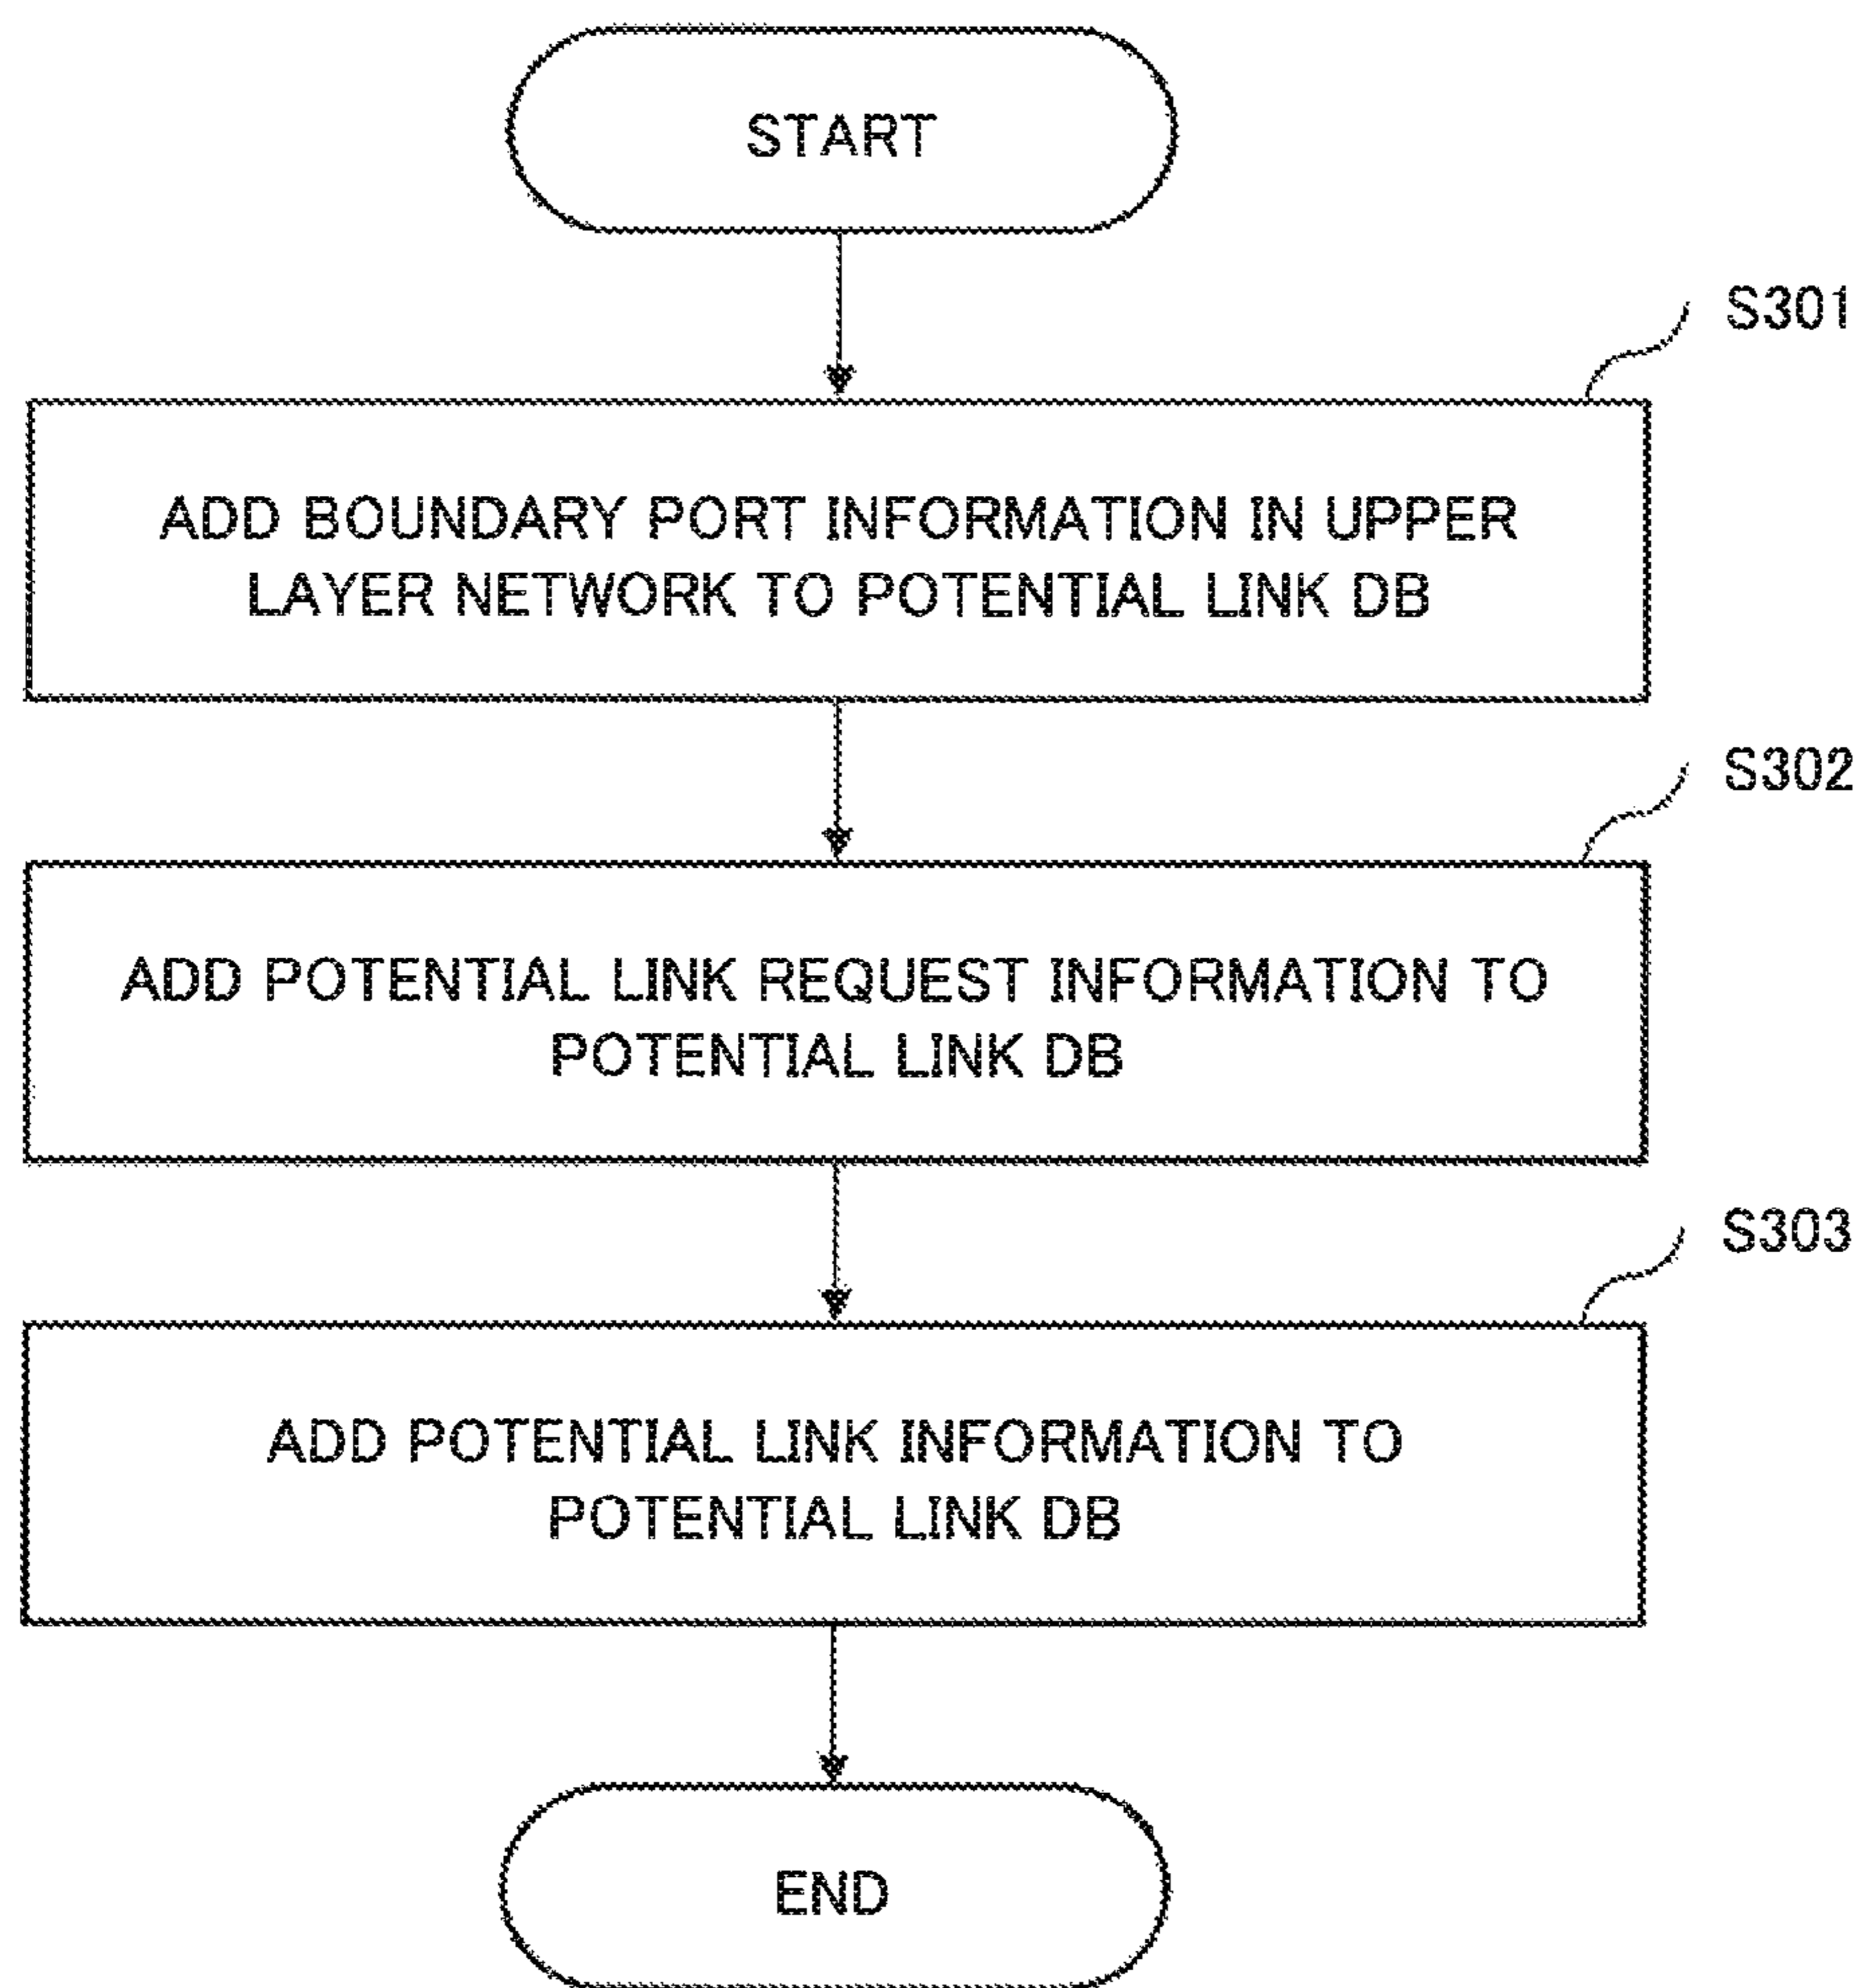 START
S301
ADD BOUNDARY PORT INFORMATION IN UPPER
LAYER NETWORK TO POTENTIAL LINK DB
S302
ADD POTENTIAL LINK REQUEST INFORMATION TO
POTENTIAL LINK DB
S303
ADD POTENTIAL LINK INFORMATION TO
POTENTIAL LINK DB
END